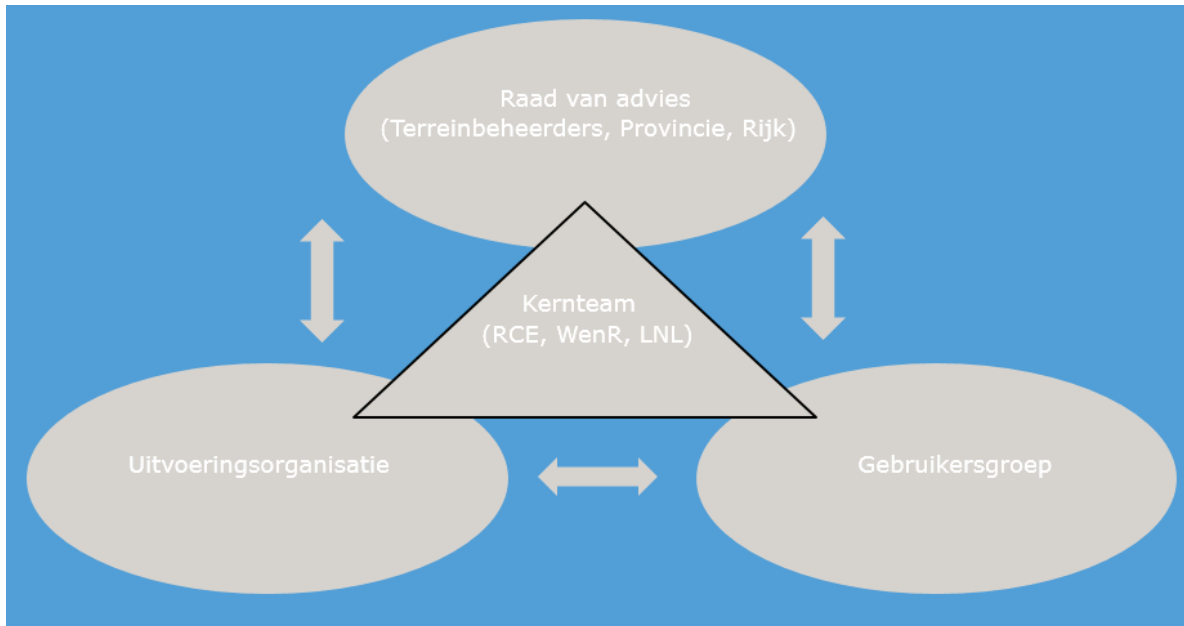 Raad van advies
(Terreinbeheerders, Provincie, Rijk)
Kernteam
(RCE, WenR, LNL)
Uitvoeringsorganisatie
Gebruikersgroep